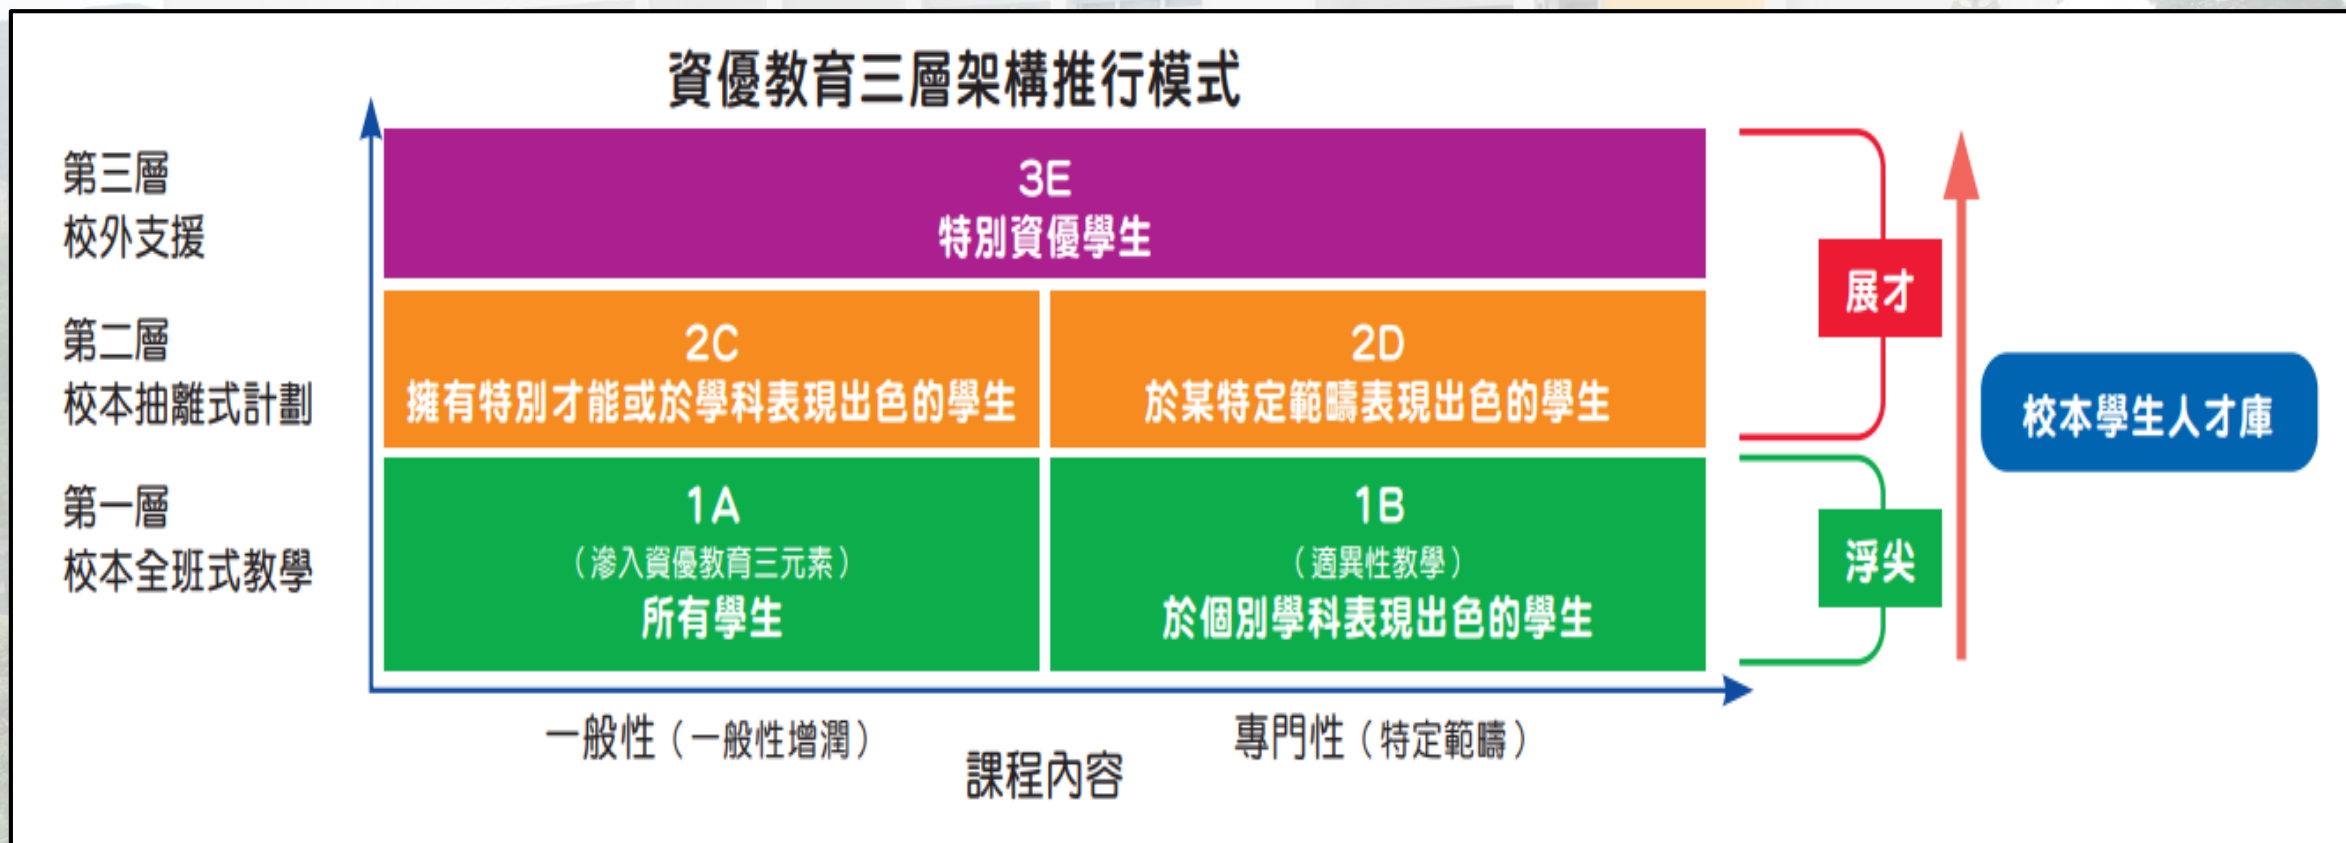 資優教育三層架構推行模式
第三層
校外支援
3E
特別資優學生
第二層
校本抽離式計劃
2C
擁有特別才能或於學科表現出色的學生
2D
於某特定範疇表現出色的學生
第一層
校本全班式教學
1A
（滲入資優教育三元素）
所有學生
1B
（適異性教學）
於個別學科表現出色的學生
展才
浮尖
校本學生人才庫
一般性（一般性增潤）
專門性（特定範疇）
課程內容